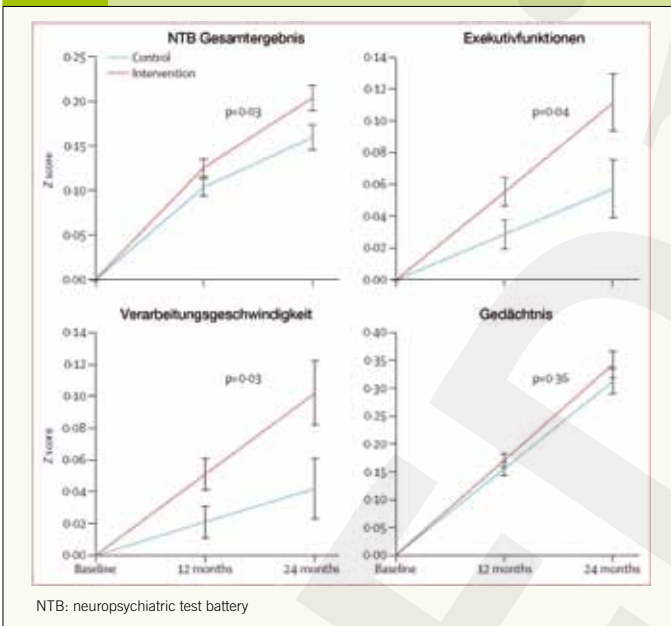 NTB Gesamtergebnis
0·25
0·20
0·15
0·10
0·05
0·00
Z score
Control
Intervention
p=0·03
Exekutivfunktionen
0·14
0·12
0·10
0·08
0·06
0·04
0·02
0·00
p=0·04
Verarbeitungsgeschwindigkeit
0·14
0·12
0·10
0·08
0·06
0·04
0·02
0·00
Z score
p=0·03
Baseline
12 months
24 months
Gedächtnis
0·40
0·35
0·30
0·25
0·20
0·15
0·10
0·05
0·00
p=0·36
Baseline
12 months
24 months
NTB: neuropsychiatric test battery